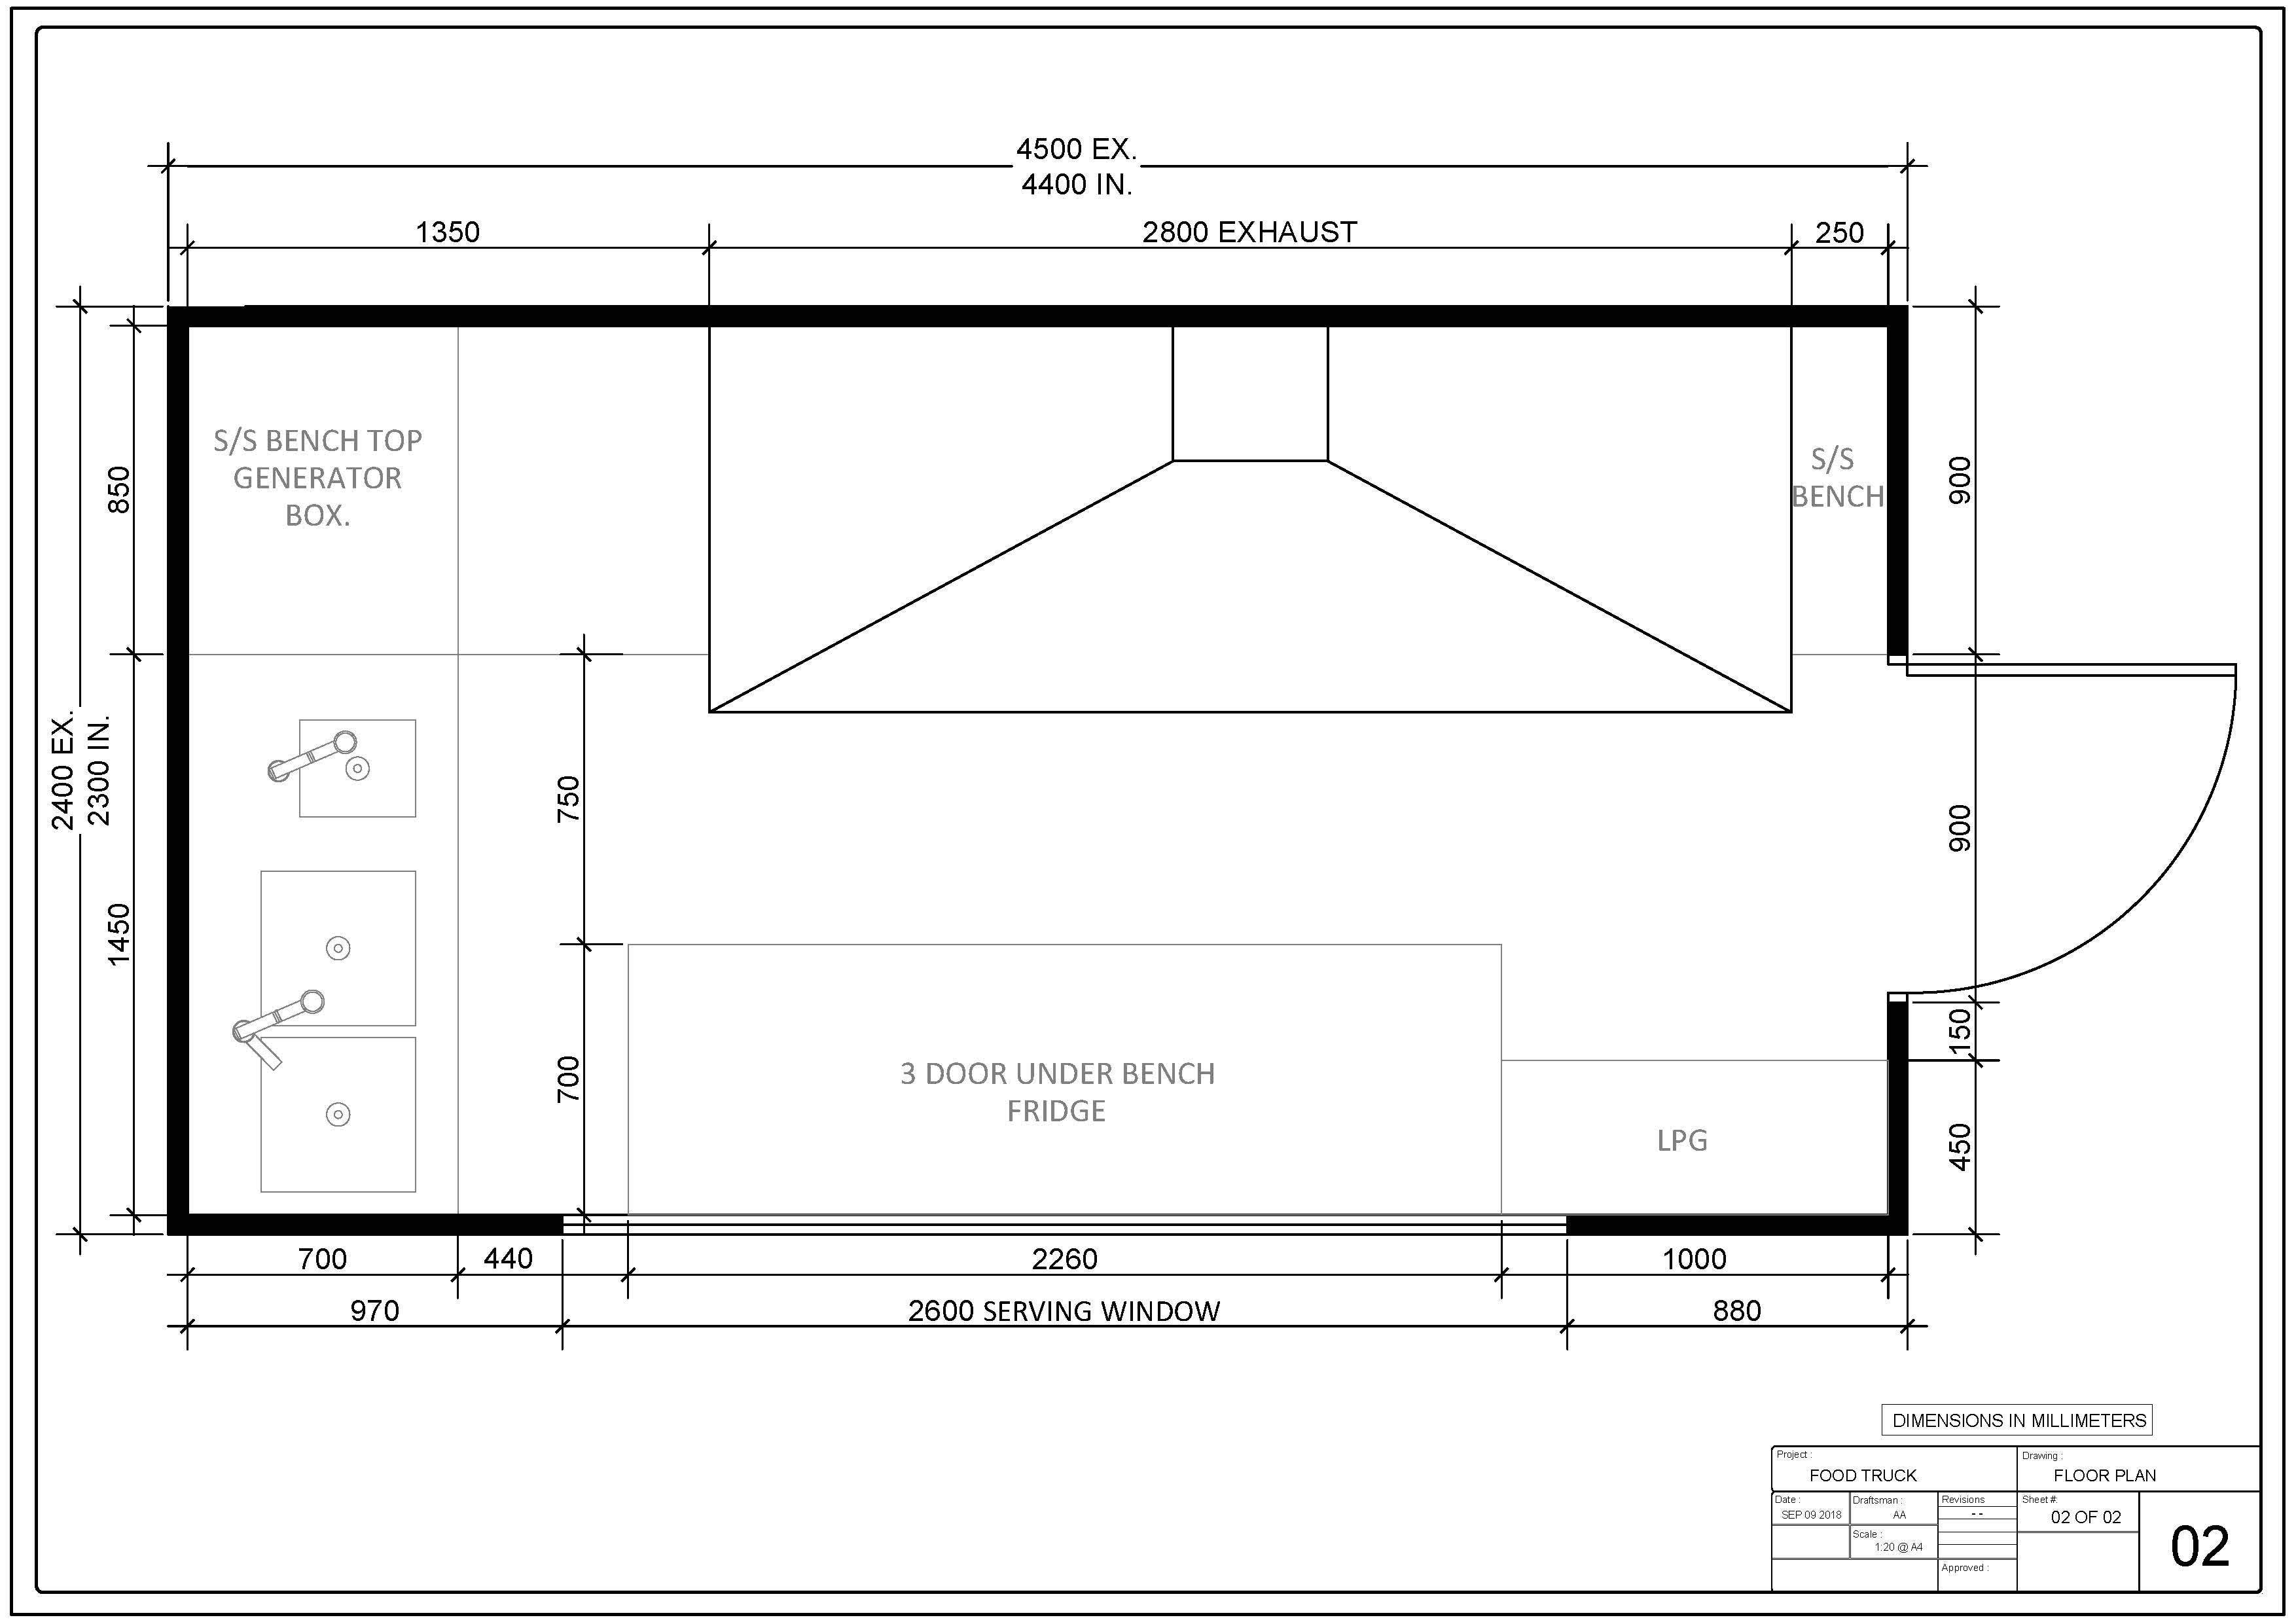 4500 EX.
4400 IN.
1350
2800 EXHAUST
250
S/S BENCH TOP
GENERATOR
BOX.
S/S
BENCH
850
900
2400 EX.
2300 IN.
750
900
1450
150
700
3 DOOR UNDER BENCH
FRIDGE
LPG
450
700
440
2260
1000
970
2600 SERVING WINDOW
880
DIMENSIONS IN MILLIMETERS
Project :
FOOD TRUCK
Drawing :
FLOOR PLAN
Date :
SEP 09 2018
Draftsman :
AA
Revisions
- -
Sheet #:
02 OF 02
Scale :
1:20 @ A4
Approved :
02